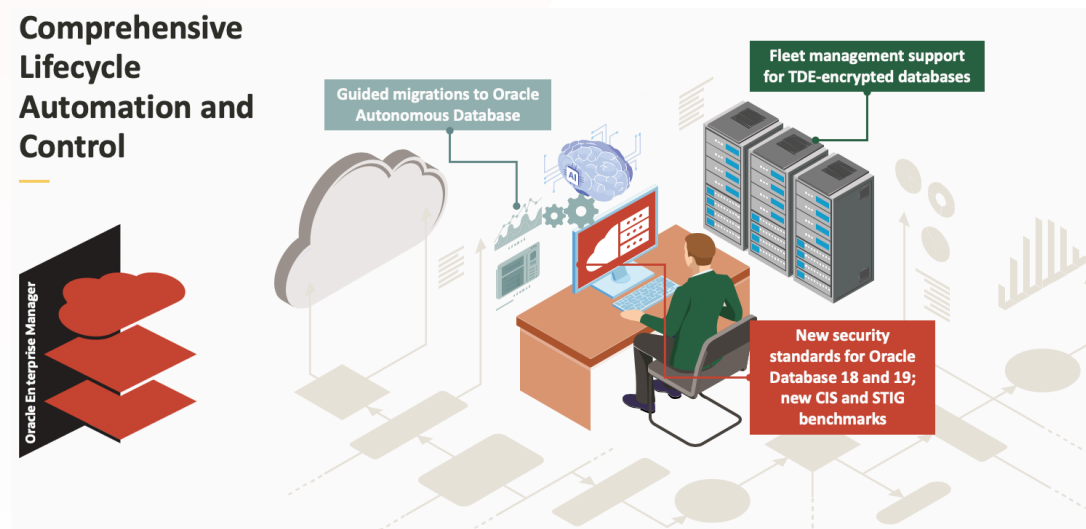 Comprehensive
Lifecycle
Automation and
Control
Oracle Enterprise Manager
Guided migrations to Oracle
Autonomous Database
AI
Fleet management support
for TDE-encrypted databases
New security
standards for Oracle
Database 18 and 19;
new CIS and STIG
benchmarks